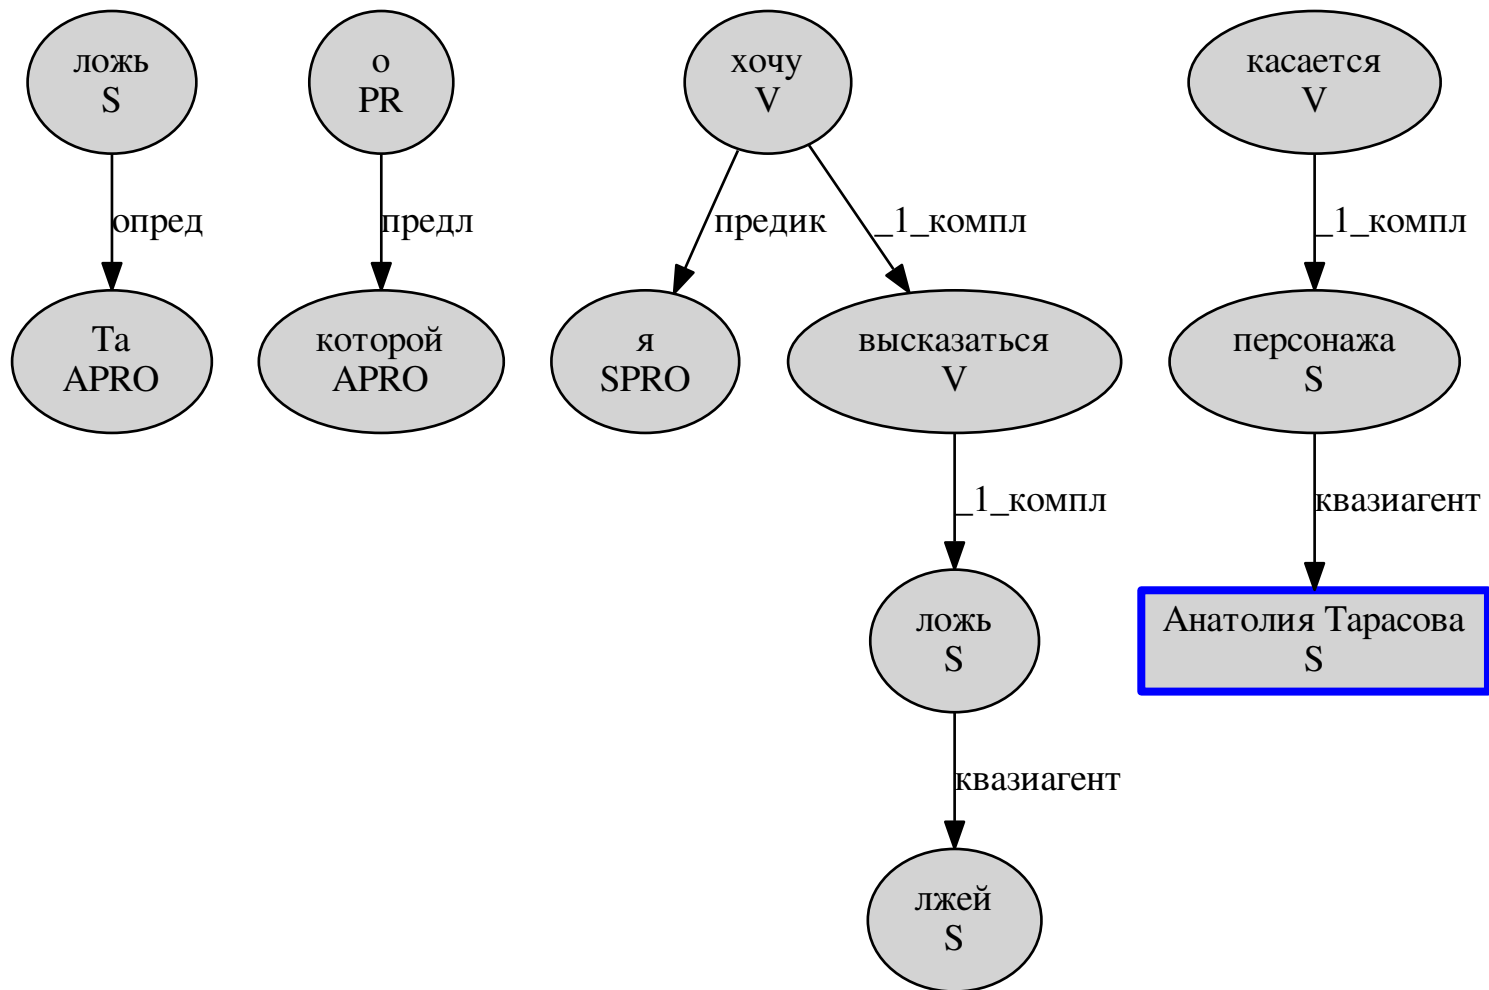 ложь
S
о
PR
хочу
V
касается
V
опред
предл
предик
_1_компл
_1_компл
Та
APRO
которой
APRO
я
SPRO
высказаться
V
персонажа
S
_1_компл
квазиагент
ложь
S
Анатолия Тарасова
S
квазиагент
лжей
S